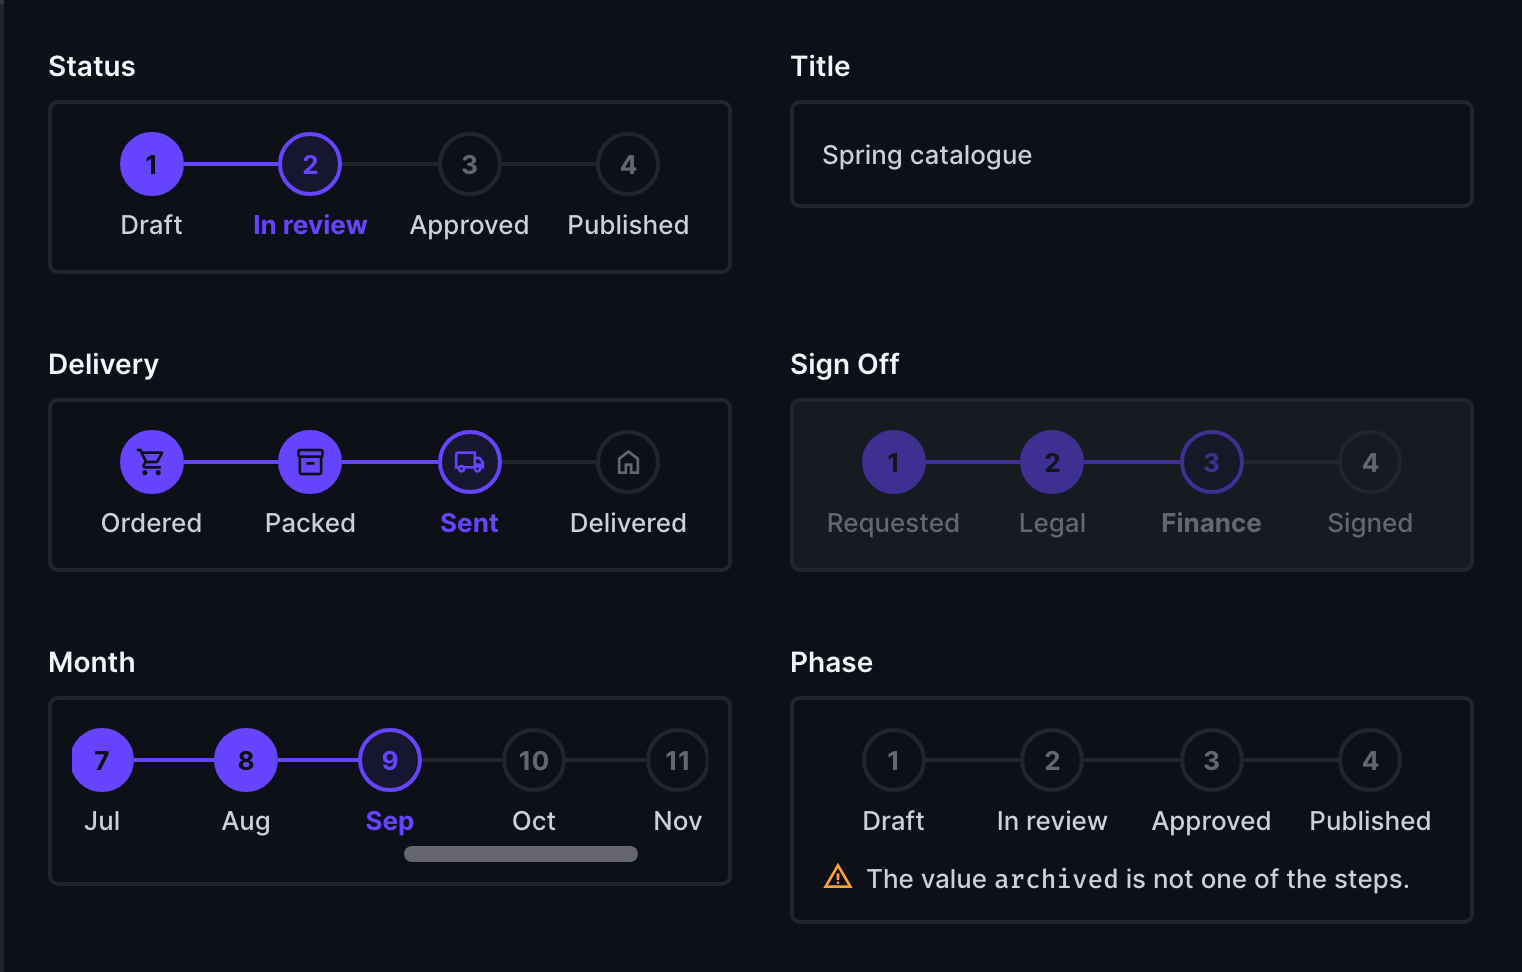 Status
1 2 3 4
Draft In review Approved Published
Title
Spring catalogue
Delivery
Ordered Packed Sent Delivered
Sign Off
1 2 3 4
Requested Legal Finance Signed
Month
7 8 9 10 11
Jul Aug Sep Oct Nov
Phase
1 2 3 4
Draft In review Approved Published
The value archived is not one of the steps.